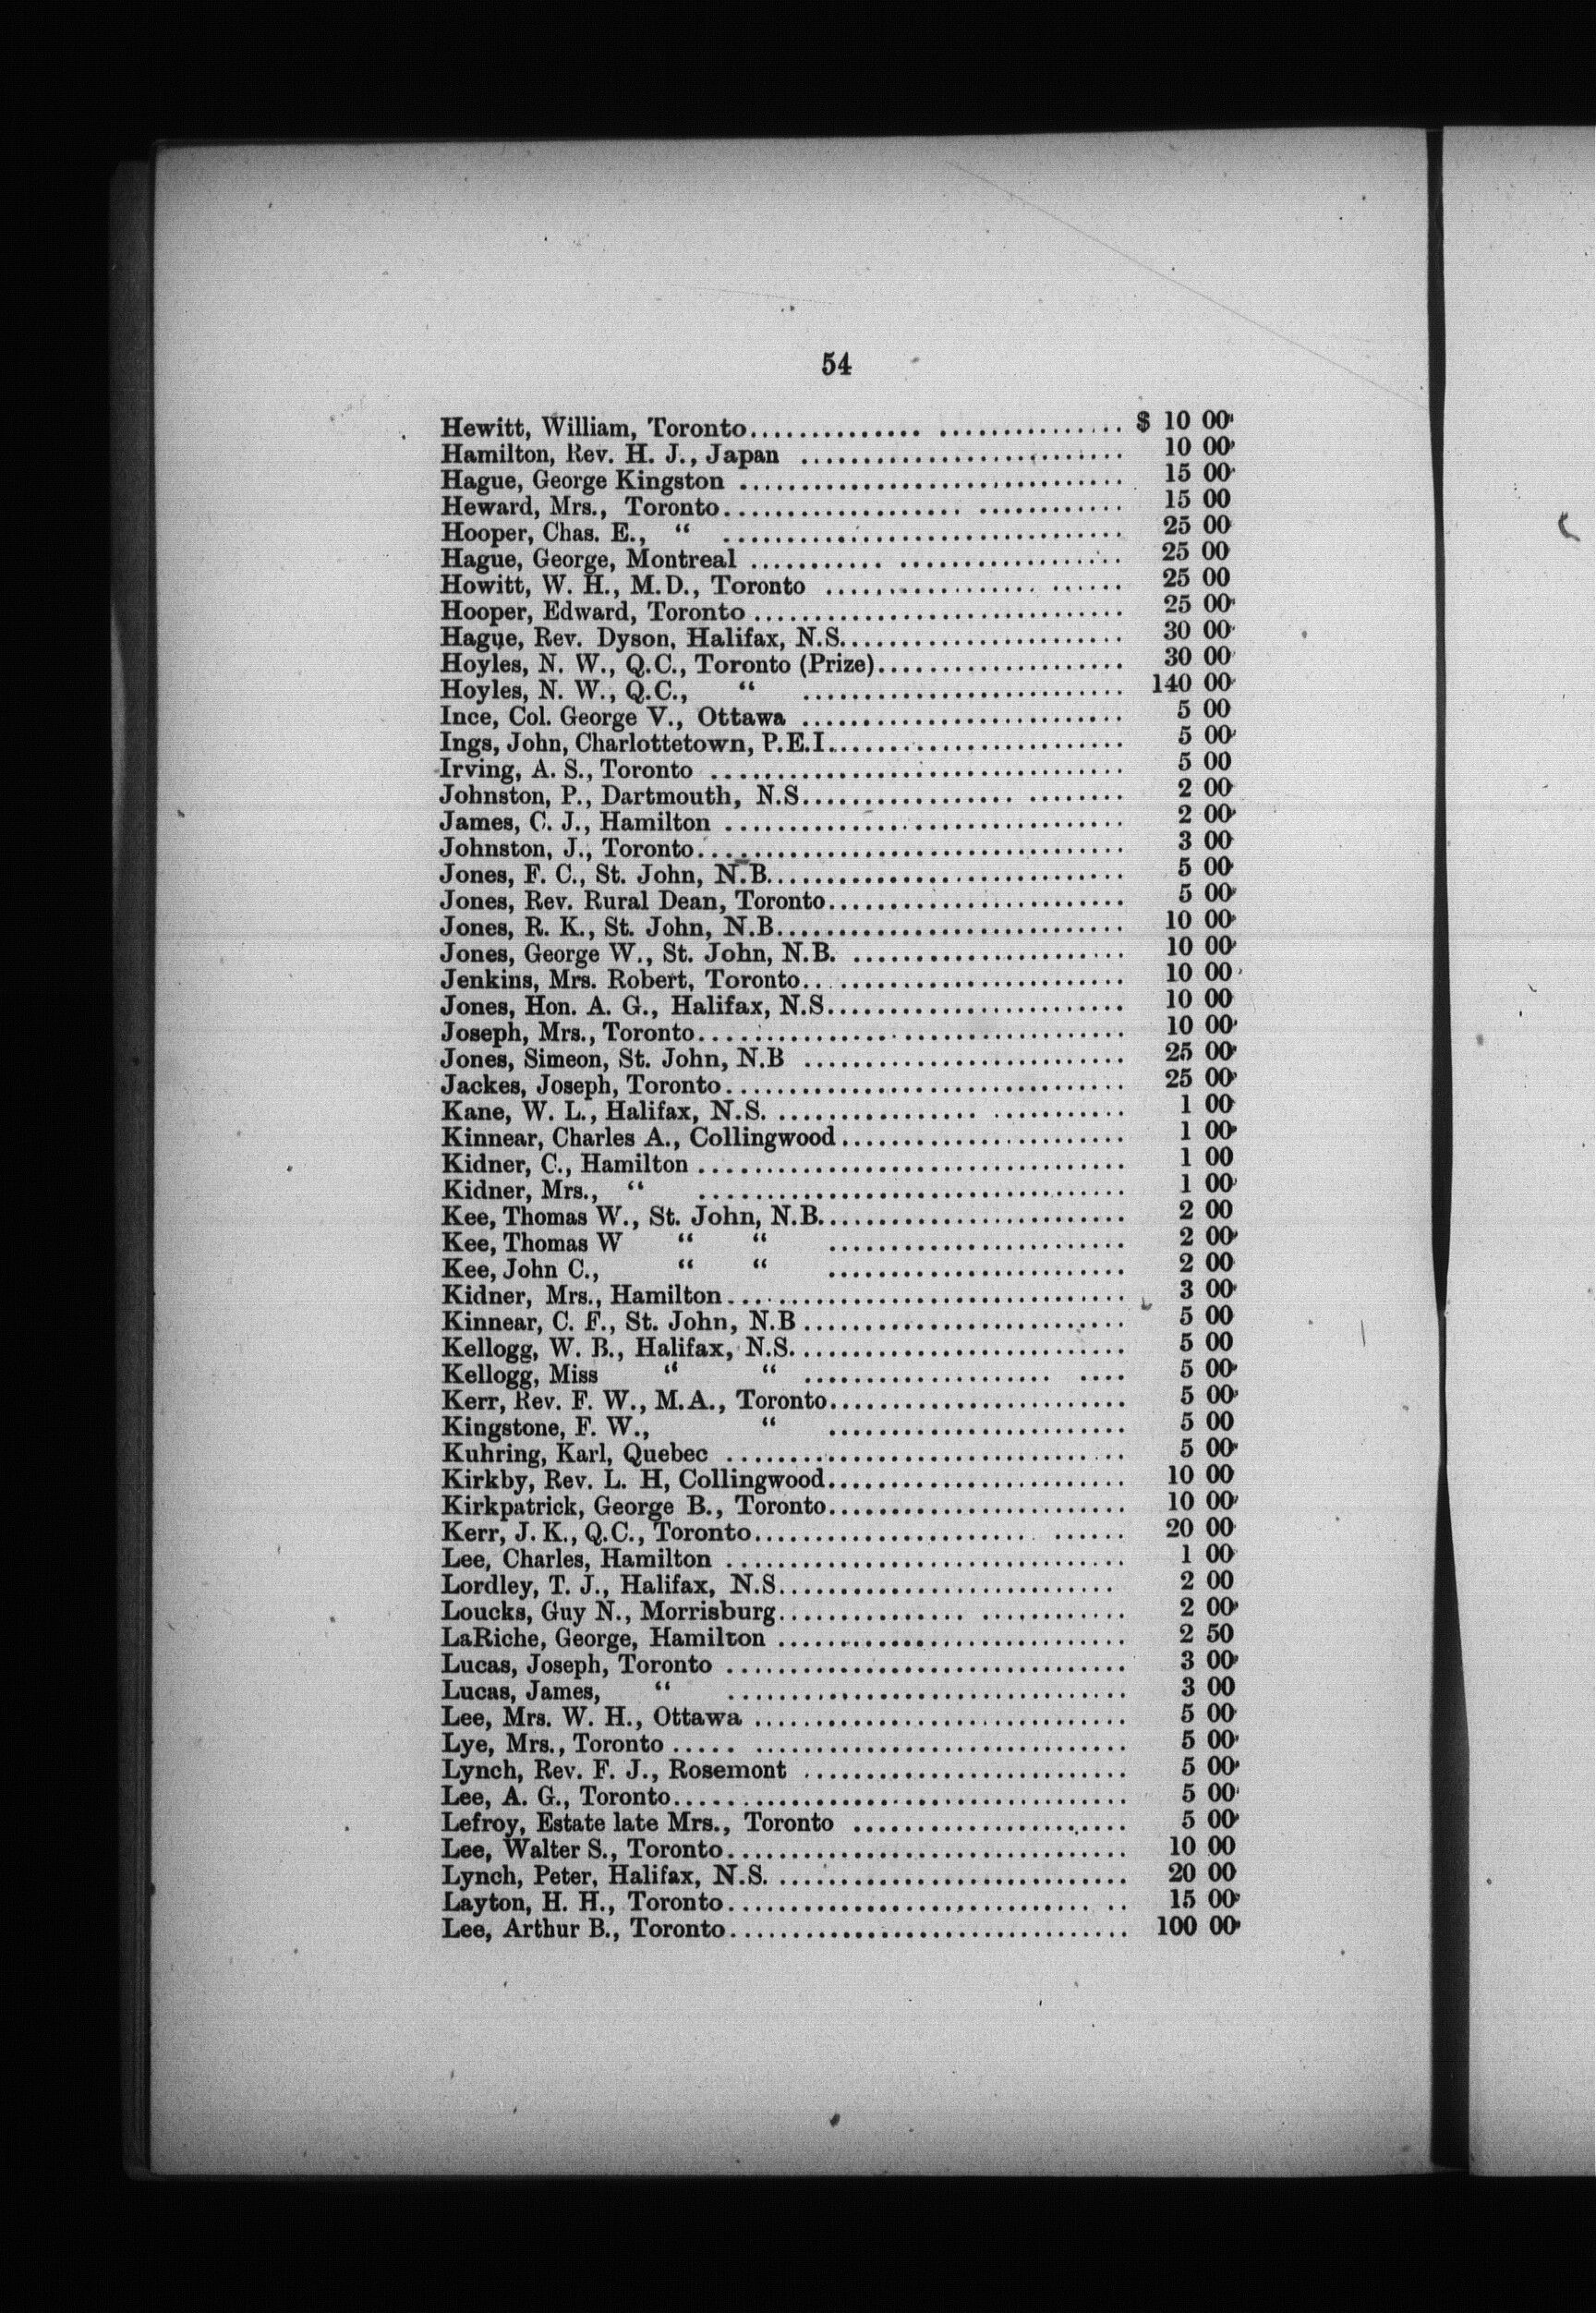 54
Hewitt, William, Toronto.............. ............... $ 10 00
Hamilton, Rev. H. J., Japan .......................... 10 00
Hague, George Kingston ............................... 15 00
Heward, Mrs., Toronto................... ............ 15 00
Hooper, Chas. E., “ ................................ 25 00
Hague, George, Montreal ........... .................. 25 00
Howitt, W. H., M.D., Toronto ................. ...... 25 00
Hooper, Edward, Toronto .............................. 25 00
Hague, Rev. Dyson, Halifax, N.S....................... 30 00
Hoyles, N. W., Q.C., Toronto (Prize).................... 30 00
Hoyles, N. W., Q.C., “ .......................... 140 00
Ince, Col. George V., Ottawa .......................... 5 00
Ings, John, Charlottetown, P.E.I........................ 5 00
Irving, A. S., Toronto .................................. 5 00
Johnston, P., Dartmouth, N.S................. ........ 2 00
James, C. J., Hamilton ................................ 2 00
Johnston, J., Toronto................................... 3 00
Jones, F. C., St. John, N.B............................. 5 00
Jones, Rev. Rural Dean, Toronto........................ 5 00
Jones, R. K., St. John, N.B............................ 10 00
Jones, George W., St. John, N.B. ...................... 10 00
Jenkins, Mrs. Robert, Toronto.......................... 10 00
Jones, Hon. A. G., Halifax, N.S........................ 10 00
Joseph, Mrs., Toronto................................... 10 00
Jones, Simeon, St. John, N.B .......................... 25 00
Jackes, Joseph, Toronto................................. 25 00
Kane, W. L., Halifax, N.S. ................ ........... 1 00
Kinnear, Charles A., Collingwood....................... 1 00
Kidner, C., Hamilton ................................... 1 00
Kidner, Mrs., “ ................................... 1 00
Kee, Thomas W., St. John, N.B......................... 2 00
Kee, Thomas W “ “ ........................ 2 00
Kee, John C., “ “ ........................ 2 00
Kidner, Mrs., Hamilton................................. 3 00
Kinnear, C. F., St. John, N.B .......................... 5 00
Kellogg, W. B., Halifax, N.S............................ 5 00
Kellogg, Miss “ “ .................... .... 5 00
Kerr, Rev. F. W., M.A., Toronto........................ 5 00
Kingstone, F. W., “ ........................ 5 00
Kuhring, Karl, Quebec ................................ 5 00
Kirkby, Rev. L. H, Collingwood........................ 10 00
Kirkpatrick, George B., Toronto........................ 10 00
Kerr, J. K., Q.C., Toronto...................... ...... 20 00
Lee, Charles, Hamilton ................................ 1 00
Lordley, T. J., Halifax, N.S........................... 2 00
Loucks, Guy N., Morrisburg............... ............ 2 00
LaRiche, George, Hamilton ............................ 2 50
Lucas, Joseph, Toronto ................................ 3 00
Lucas, James, “ ................................ 3 00
Lee, Mrs. W. H., Ottawa .............................. 5 00
Lye, Mrs., Toronto ..... .............................. 5 00
Lynch, Rev. F. J., Rosemont .......................... 5 00
Lee, A. G., Toronto..................................... 5 00
Lefroy, Estate late Mrs., Toronto ...................... 5 00
Lee, Walter S., Toronto................................. 10 00
Lynch, Peter, Halifax, N.S. ............................ 20 00
Layton, H. H., Toronto............................. .. 15 00
Lee, Arthur B., Toronto................................ 100 00